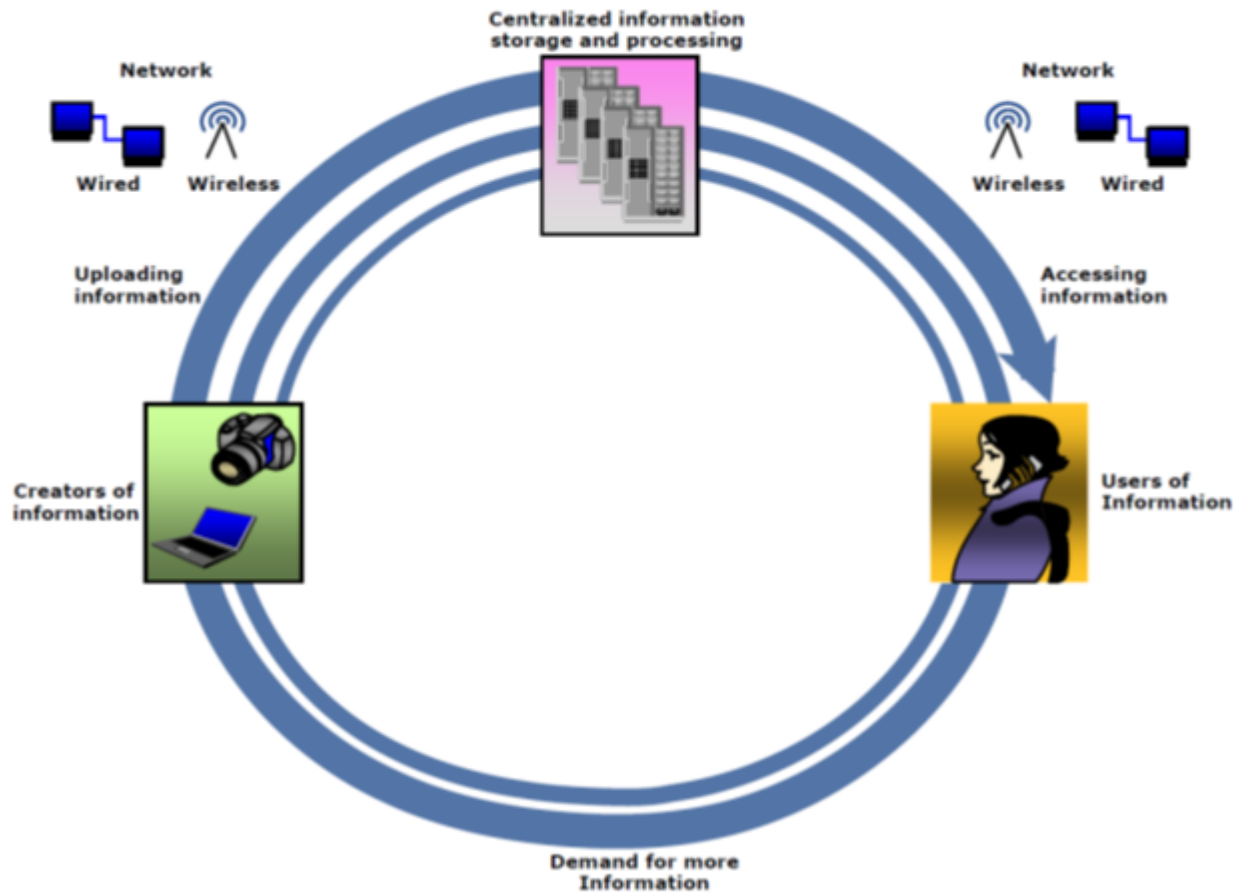 Centralized information
storage and processing
Network
Wired
Wireless
Network
Wireless
Wired
Uploading
information
Accessing
information
Creators of
information
Users of
Information
Demand for more
Information